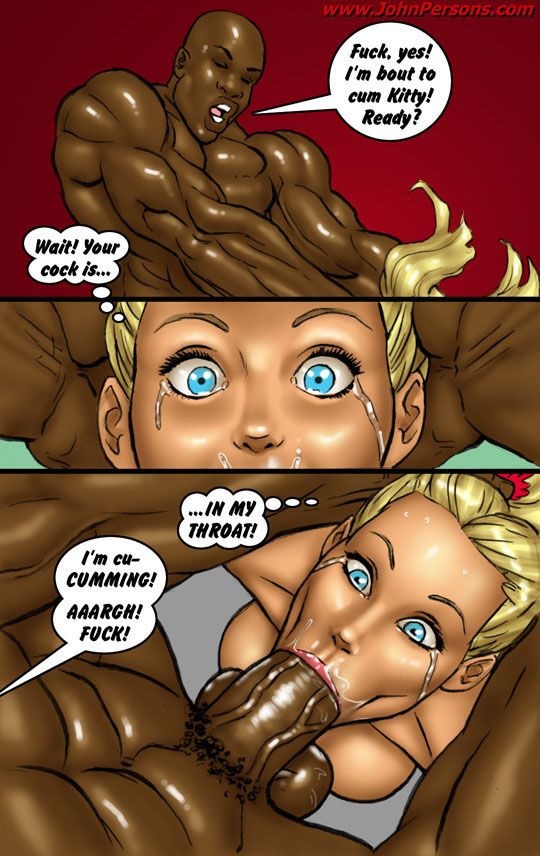 www.JohnPersons.com
Fuck, yes!
I'm bout to
cum Kitty!
Ready?
Wait! Your
cock is...
...IN MY
THROAT!
I'm cu-
CUMMING!
AAARGH!
FUCK!